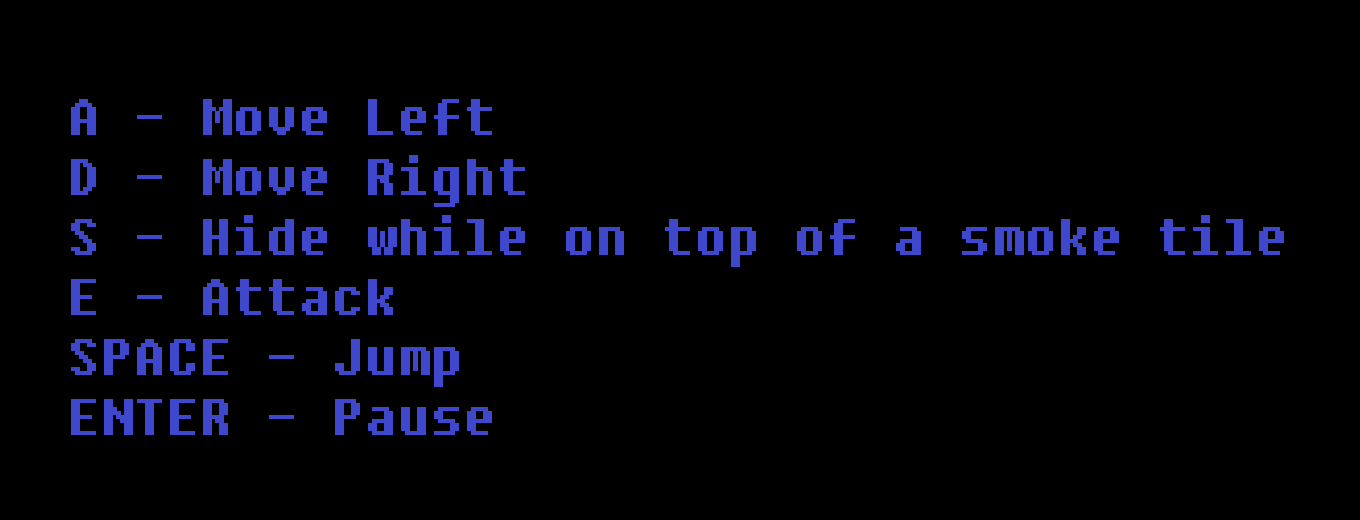 A - Move Left
D - Move Right
S - Hide while on top of a smoke tile
E - Attack
SPACE - Jump
ENTER - Pause